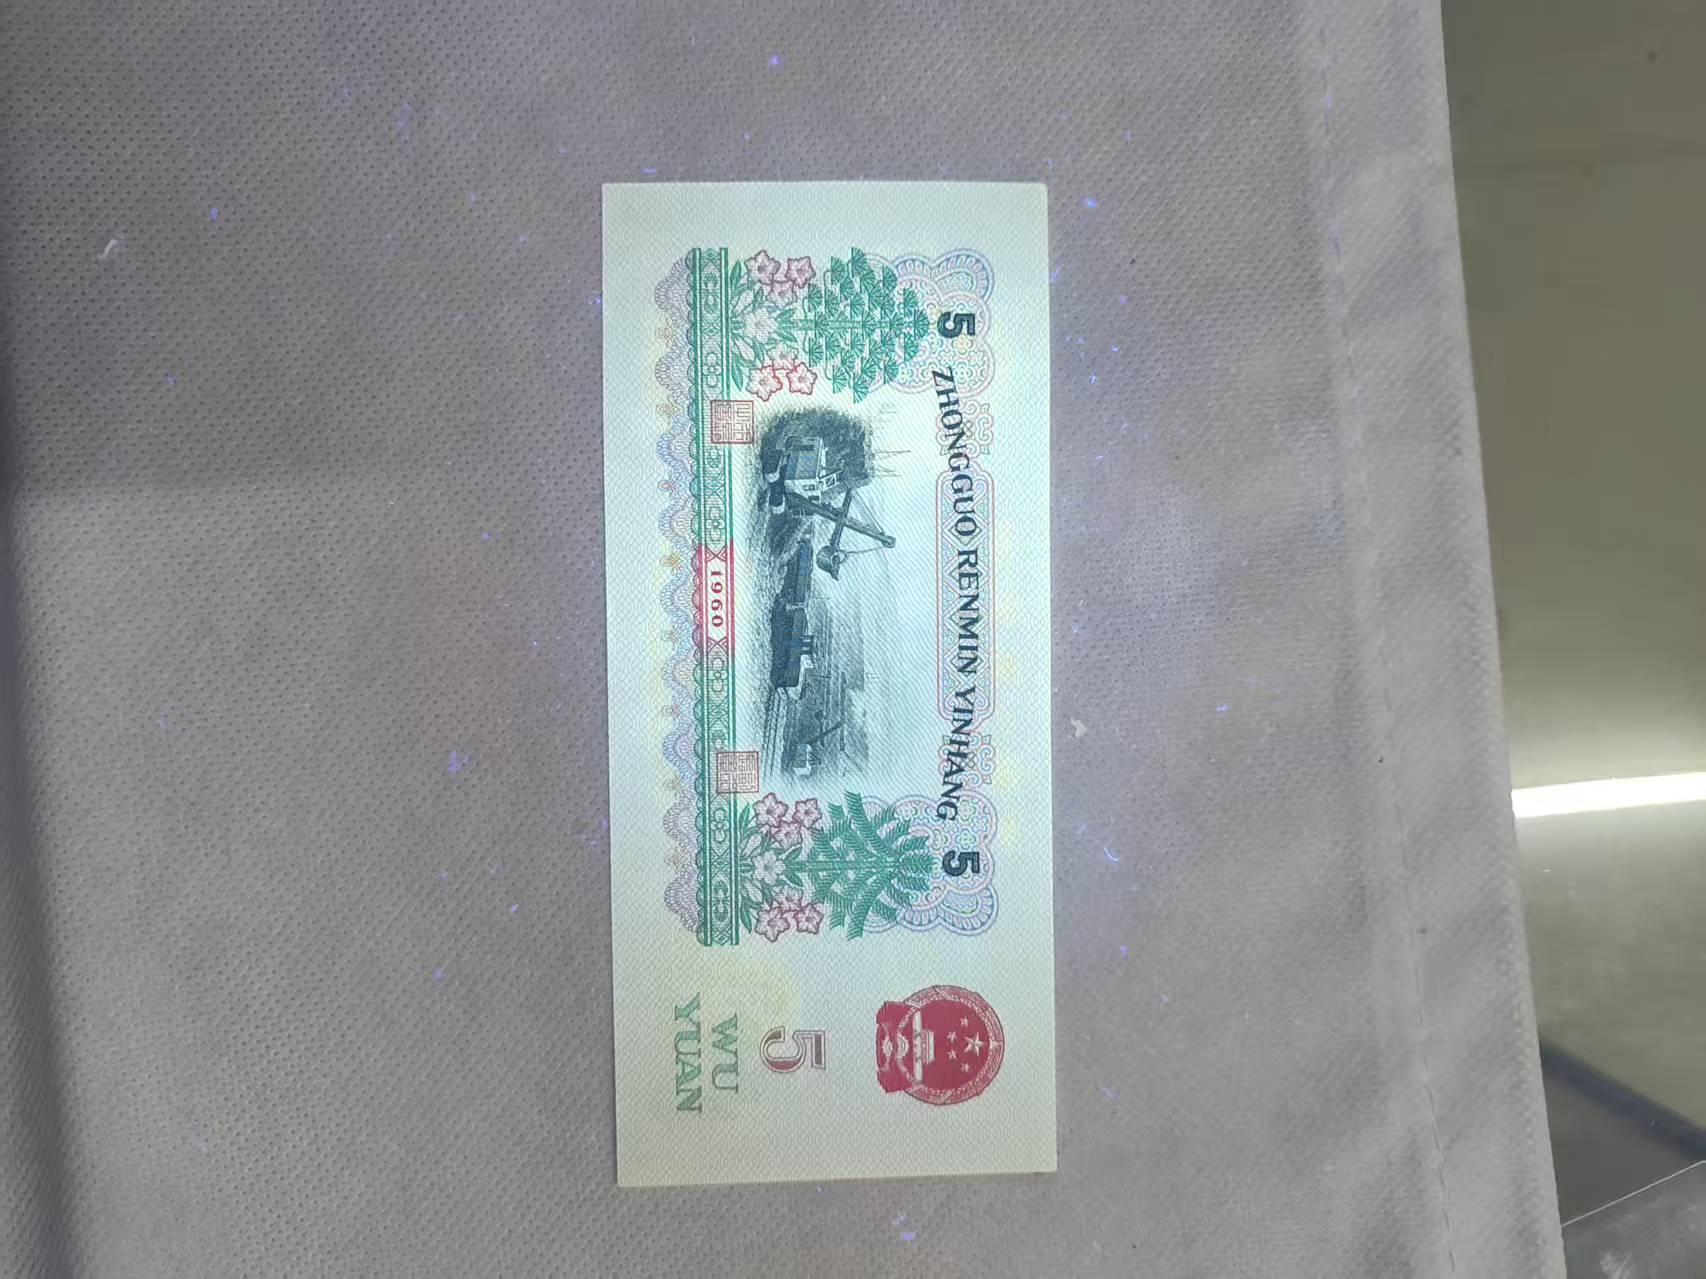 5 ZHONGGUO RENMIN YINHANG 5
1960
5
WU
YUAN